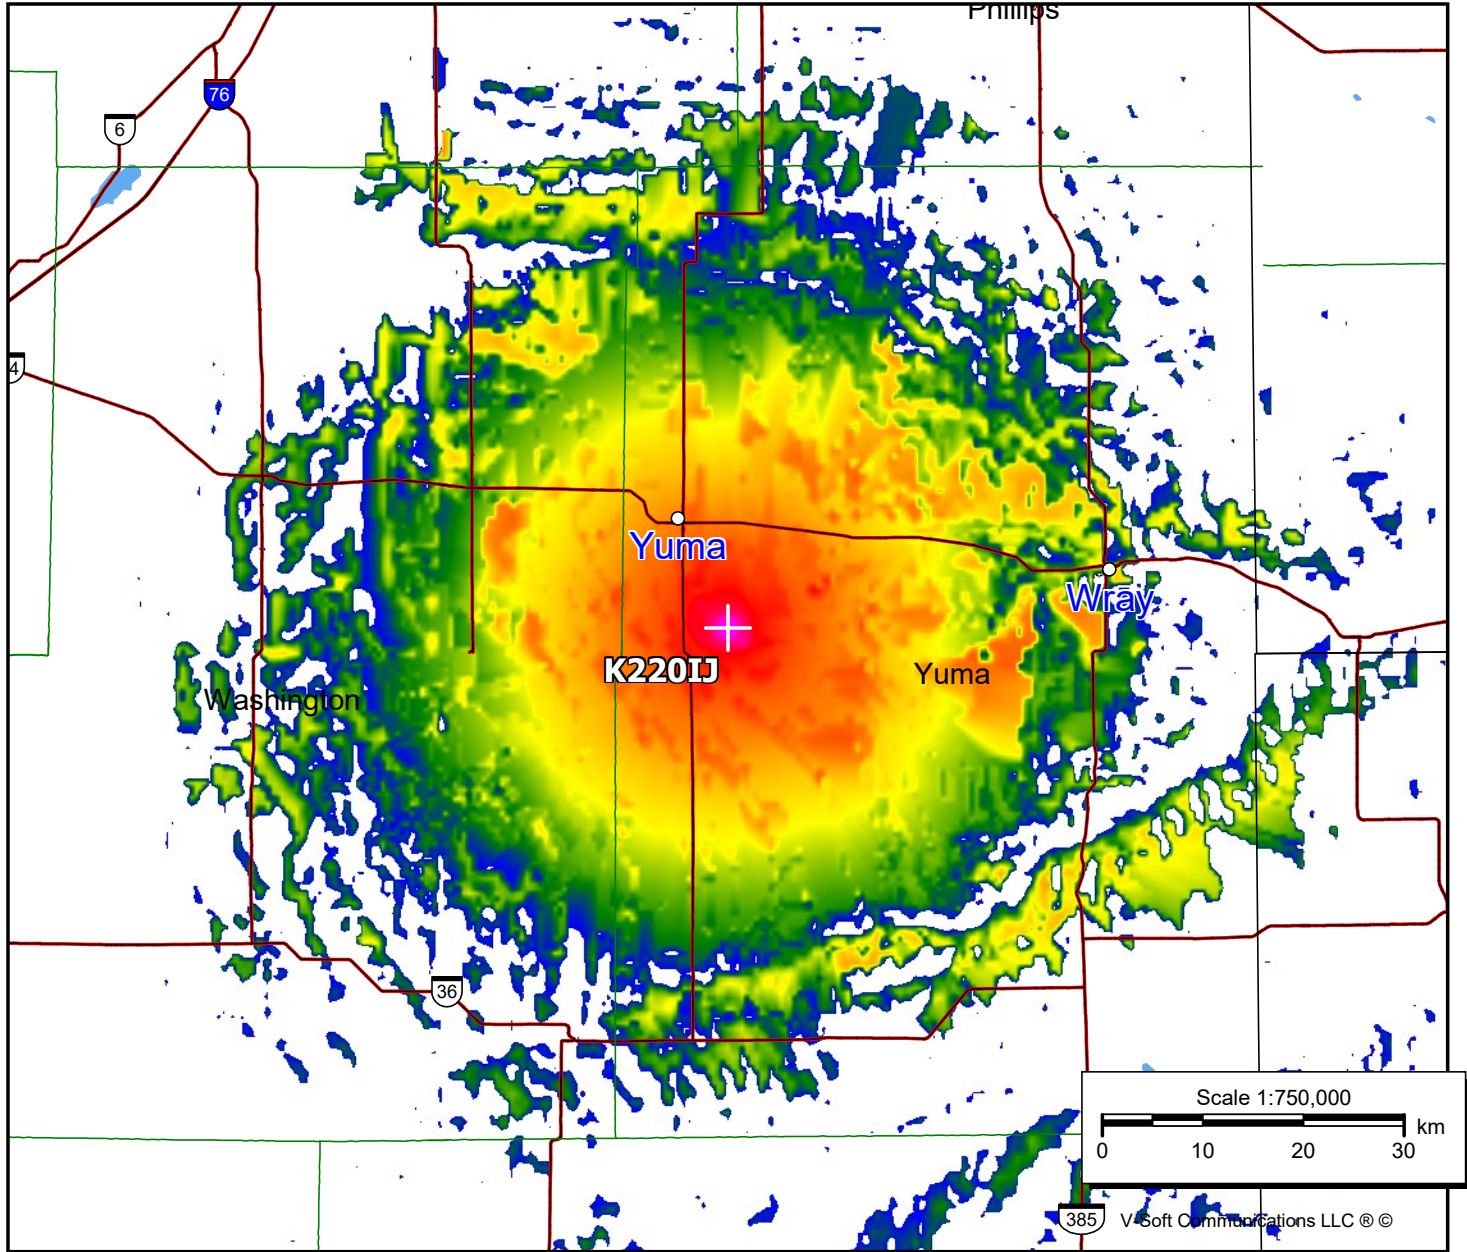 Phillips
76
6
4
Yuma
Wray
K220IJ
Yuma
Washington
36
Scale 1:750,000
km
0 10 20 30
385
V-Soft Communications LLC ® ©